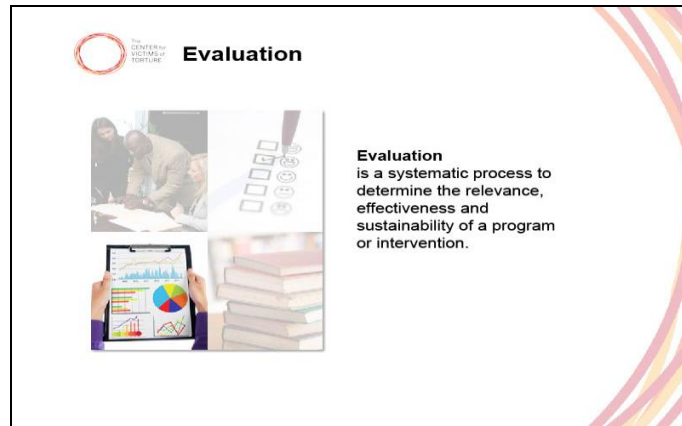 The
CENTER for
VICTIMS of
TORTURE
Evaluation
Evaluation
is a systematic process to
determine the relevance,
effectiveness and
sustainability of a program
or intervention.